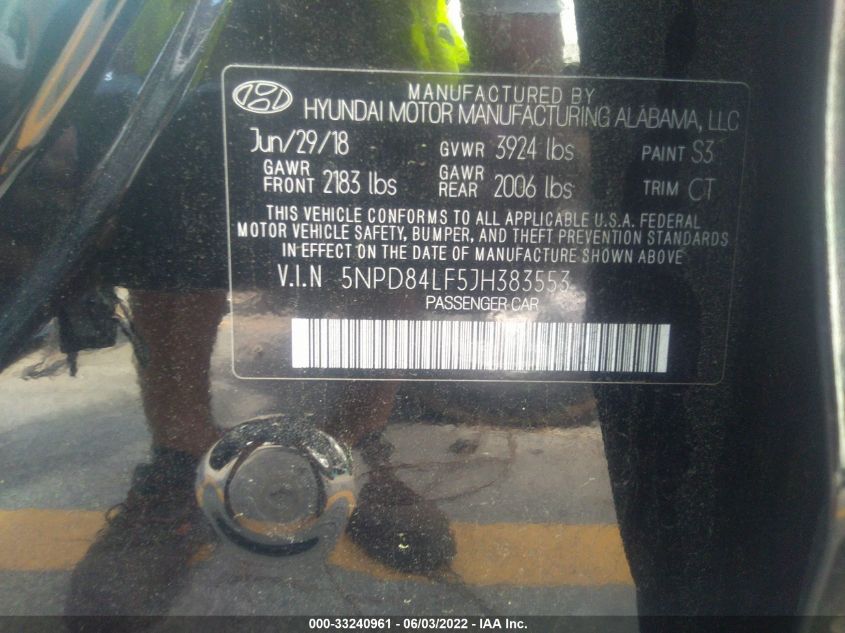 MANUFACTURED BY
HYUNDAI MOTOR MANUFACTURING ALABAMA, LLC
Jun/29/18 GVWR 3924 lbs PAINT S3
GAWR FRONT 2183 lbs GAWR REAR 2006 lbs TRIM CT
THIS VEHICLE CONFORMS TO ALL APPLICABLE U.S.A. FEDERAL
MOTOR VEHICLE SAFETY, BUMPER, AND THEFT PREVENTION STANDARDS
IN EFFECT ON THE DATE OF MANUFACTURE SHOWN ABOVE
V.I.N 5NPD84LF5JH383553
PASSENGER CAR
000-33240961 - 06/03/2022 - IAA Inc.